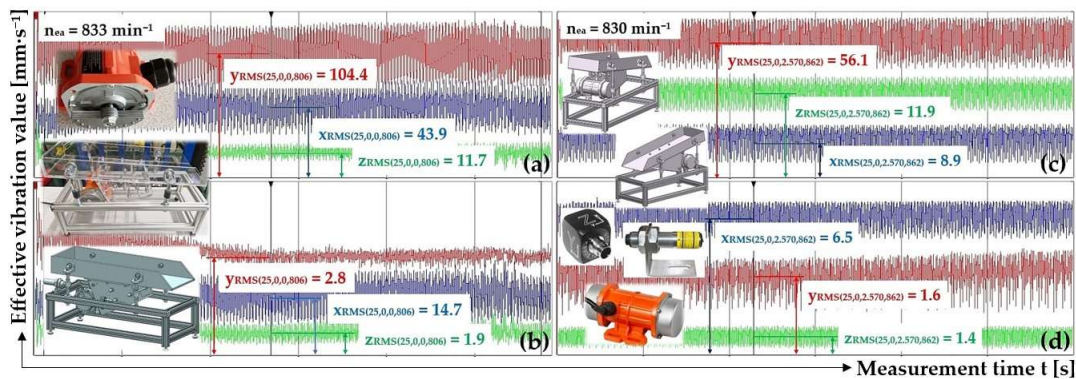 Effective vibration value [mm·s⁻¹]
nea = 833 min⁻¹
yRMS(25,0,0,806) = 104.4
xRMS(25,0,0,806) = 43.9
zRMS(25,0,0,806) = 11.7
(a)
yRMS(25,0,0,806) = 2.8
xRMS(25,0,0,806) = 14.7
zRMS(25,0,0,806) = 1.9
(b)
nea = 830 min⁻¹
yRMS(25,0,2.570,862) = 56.1
zRMS(25,0,2.570,862) = 11.9
xRMS(25,0,2.570,862) = 8.9
(c)
xRMS(25,0,2.570,862) = 6.5
yRMS(25,0,2.570,862) = 1.6
zRMS(25,0,2.570,862) = 1.4
(d)
Measurement time t [s]